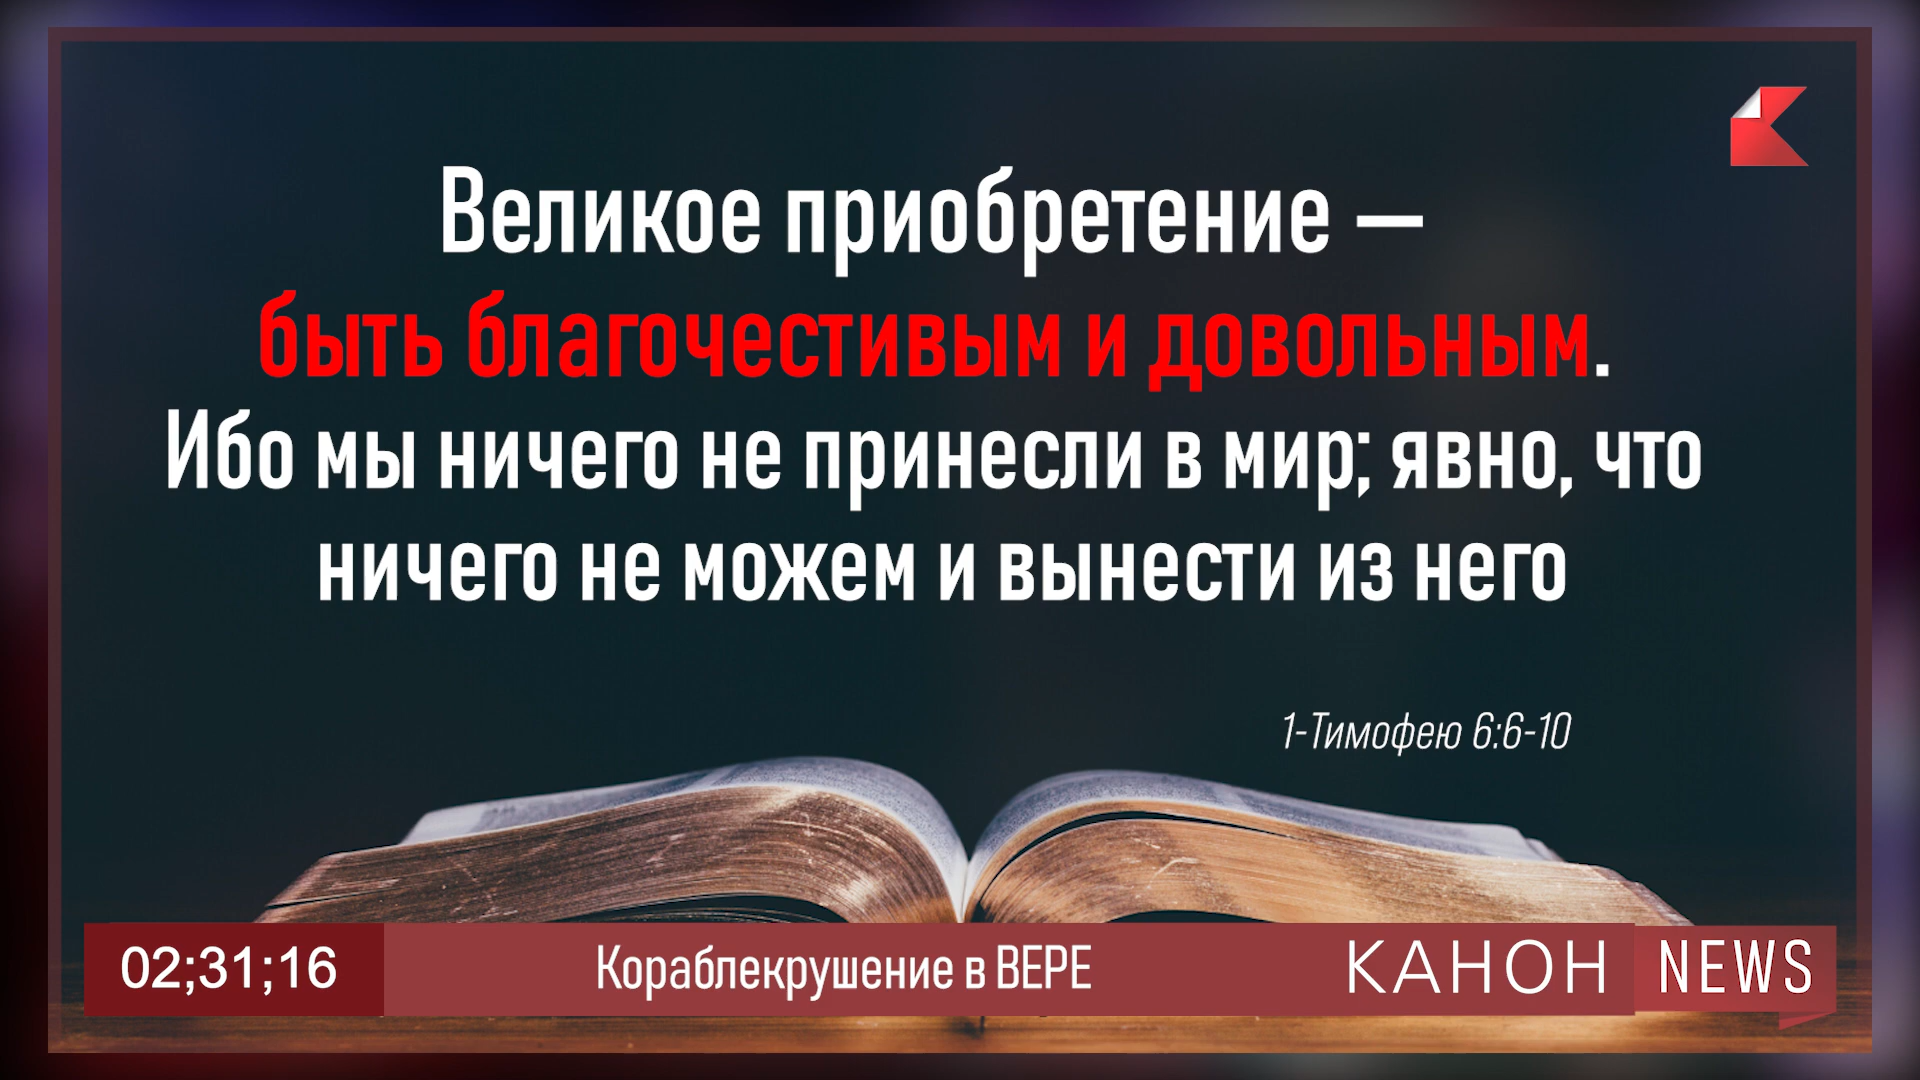 Великое приобретение —
быть благочестивым и довольным.
Ибо мы ничего не принесли в мир; явно, что
ничего не можем и вынести из него
1-Тимофею 6:6-10
02;31;16
Кораблекрушение в ВЕРЕ
КАНОН NEWS